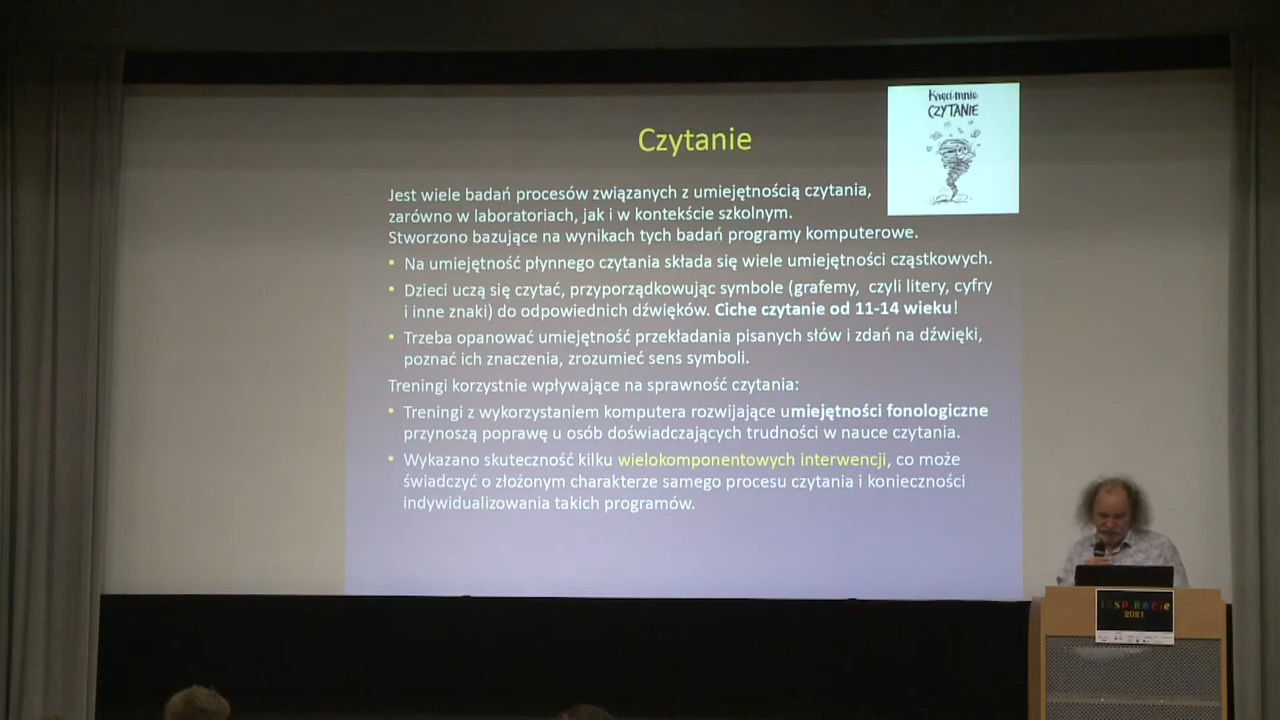 Kręci mnie
CZYTANIE
Czytanie
Jest wiele badań procesów związanych z umiejętnością czytania,
zarówno w laboratoriach, jak i w kontekście szkolnym.
Stworzono bazujące na wynikach tych badań programy komputerowe.
• Na umiejętność płynnego czytania składa się wiele umiejętności cząstkowych.
• Dzieci uczą się czytać, przyporządkowując symbole (grafemy, czyli litery, cyfry
i inne znaki) do odpowiednich dźwięków. Ciche czytanie od 11-14 wieku!
• Trzeba opanować umiejętność przekładania pisanych słów i zdań na dźwięki,
poznać ich znaczenia, zrozumieć sens symboli.
Treningi korzystnie wpływające na sprawność czytania:
• Treningi z wykorzystaniem komputera rozwijające umiejętności fonologiczne
przynoszą poprawę u osób doświadczających trudności w nauce czytania.
• Wykazano skuteczność kilku wielokomponentowych interwencji, co może
świadczyć o złożonym charakterze samego procesu czytania i konieczności
indywidualizowania takich programów.
INSPIRACJE
2021